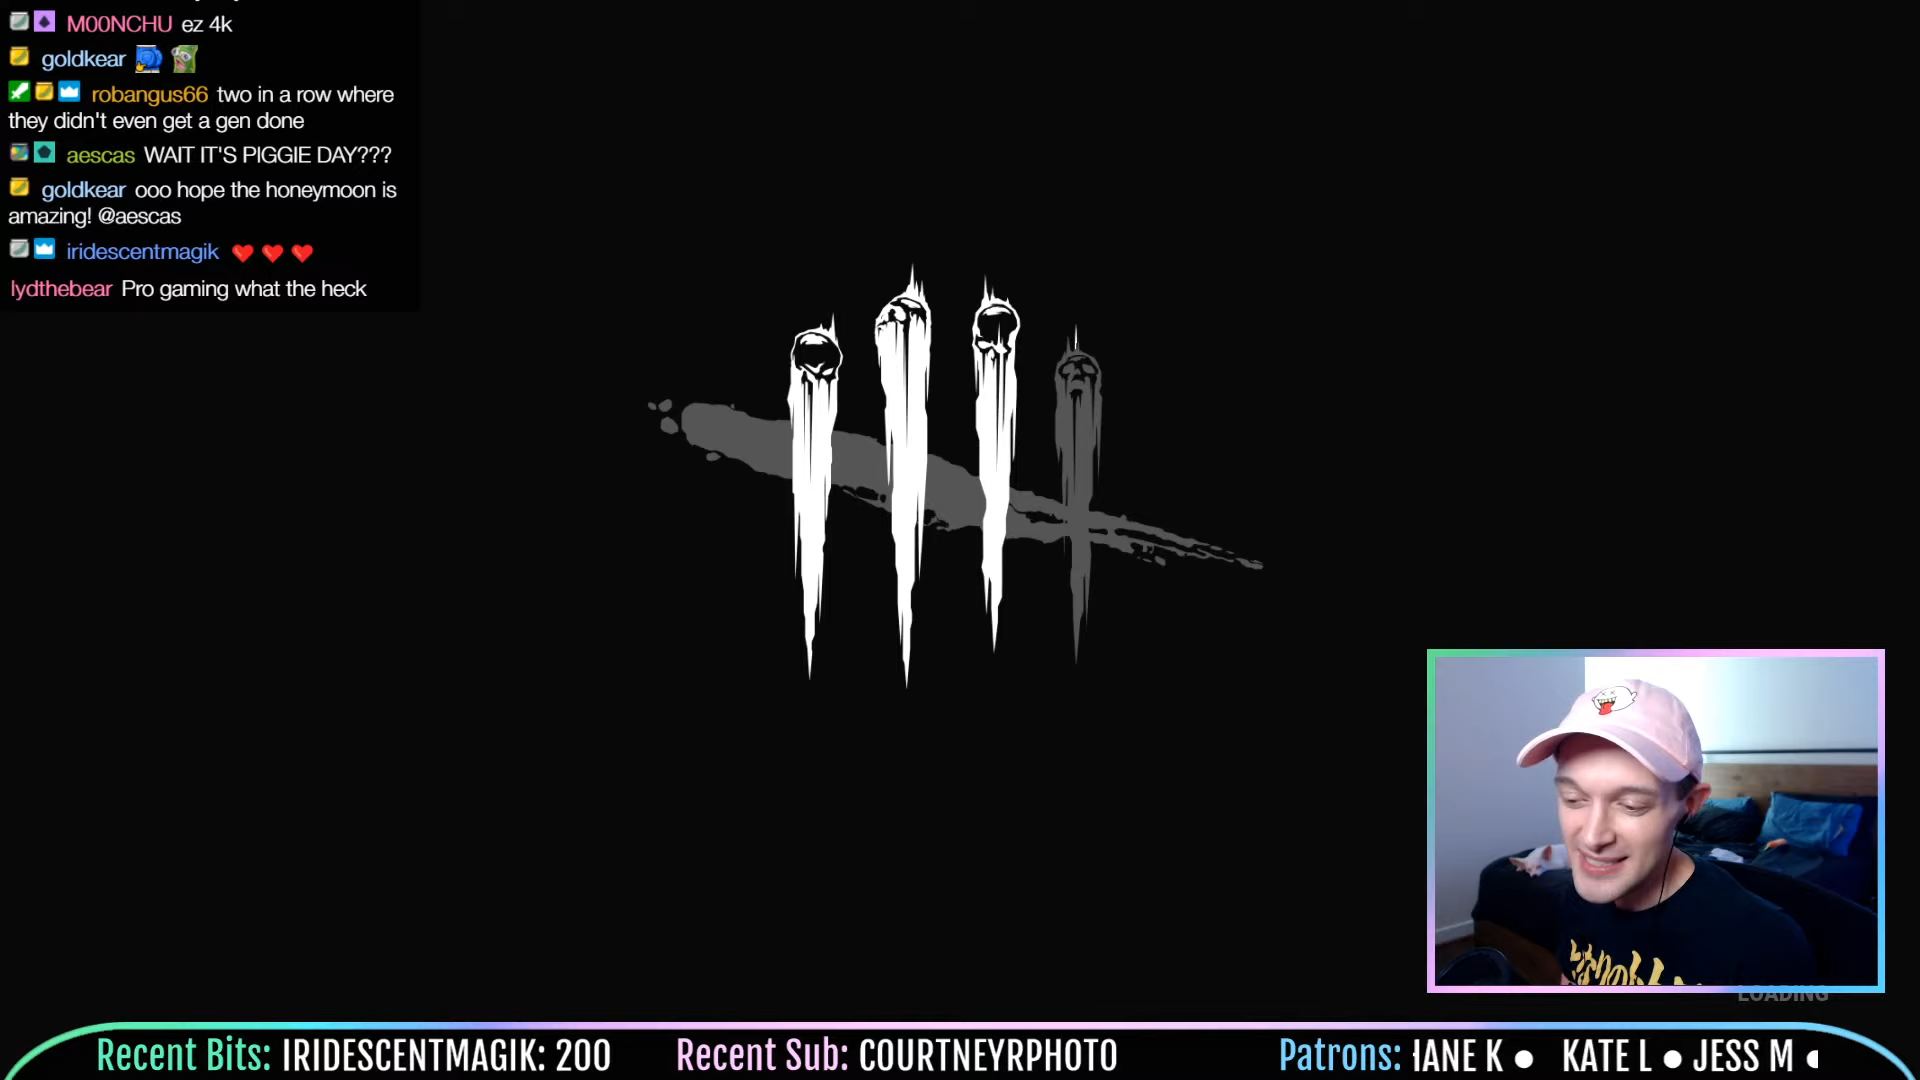 M00NCHU ez 4k
goldkear
robangus66 two in a row where
they didn't even get a gen done
aescas WAIT IT'S PIGGIE DAY???
goldkear ooo hope the honeymoon is
amazing! @aescas
iridescentmagik
lydthebear Pro gaming what the heck
LOADING
Recent Bits: IRIDESCENTMAGIK: 200 Recent Sub: COURTNEYRPHOTO Patrons: K ● KATE L ● JESS M